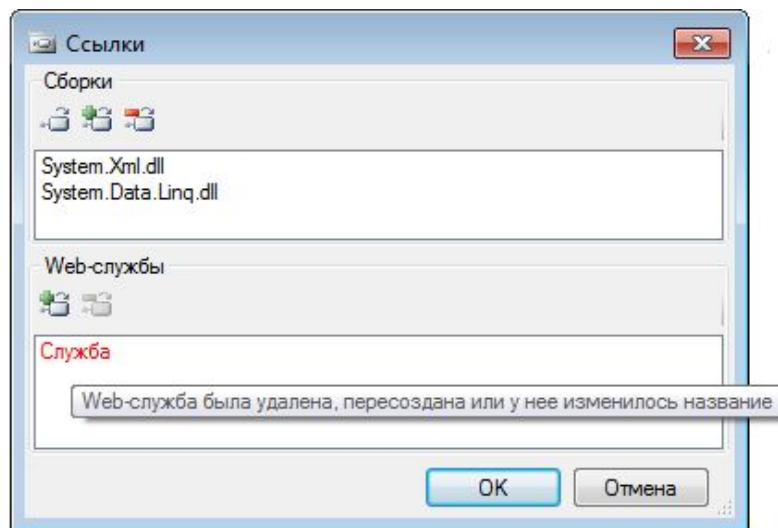 Ссылки
Сборки
System.Xml.dll
System.Data.Linq.dll
Web-службы
Служба
Web-служба была удалена, пересоздана или у нее изменилось название
OK
Отмена